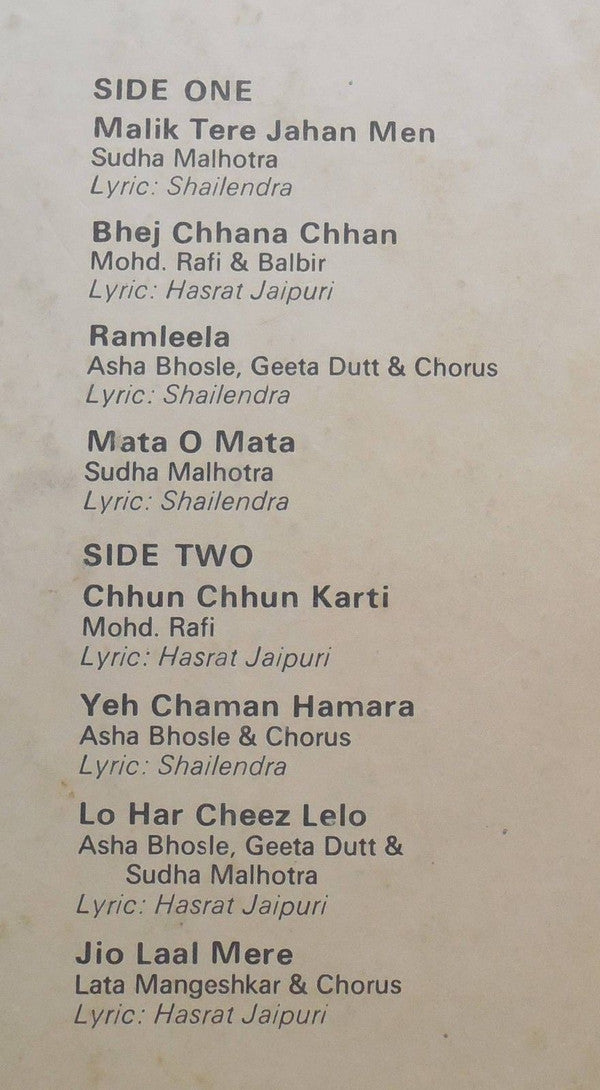 SIDE ONE
Malik Tere Jahan Men
Sudha Malhotra
Lyric: Shailendra
Bhej Chhana Chhan
Mohd. Rafi & Balbir
Lyric: Hasrat Jaipuri
Ramleela
Asha Bhosle, Geeta Dutt & Chorus
Lyric: Shailendra
Mata O Mata
Sudha Malhotra
Lyric: Shailendra
SIDE TWO
Chhun Chhun Karti
Mohd. Rafi
Lyric: Hasrat Jaipuri
Yeh Chaman Hamara
Asha Bhosle & Chorus
Lyric: Shailendra
Lo Har Cheez Lelo
Asha Bhosle, Geeta Dutt &
Sudha Malhotra
Lyric: Hasrat Jaipuri
Jio Laal Mere
Lata Mangeshkar & Chorus
Lyric: Hasrat Jaipuri